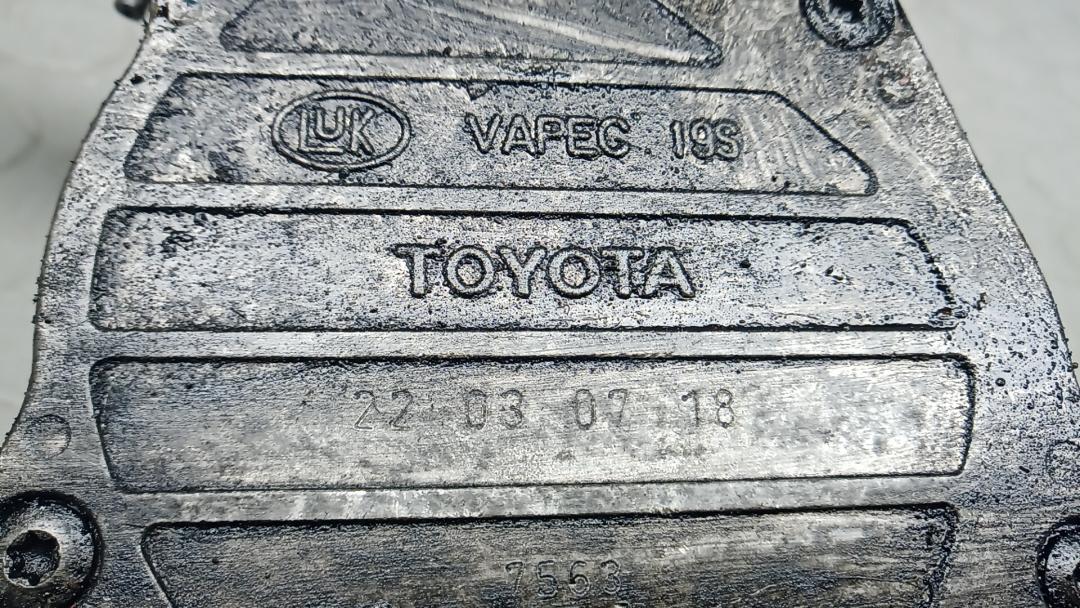 LUK VAPEC 19S
TOYOTA
22 03 07 18
7563